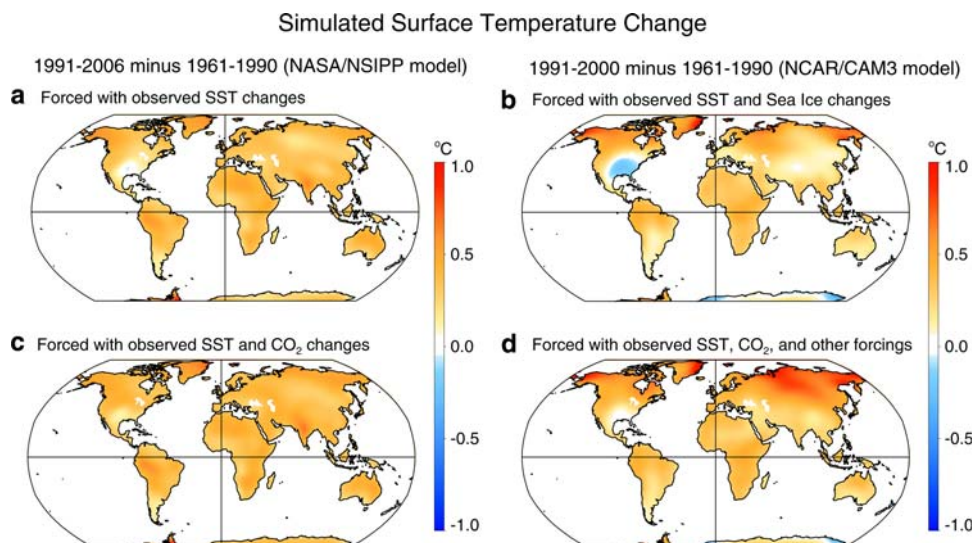 Simulated Surface Temperature Change
1991-2006 minus 1961-1990 (NASA/NSIPP model)
1991-2000 minus 1961-1990 (NCAR/CAM3 model)
a Forced with observed SST changes
b Forced with observed SST and Sea Ice changes
°C
1.0
0.5
0.0
-0.5
-1.0
°C
1.0
0.5
0.0
-0.5
-1.0
c Forced with observed SST and CO₂ changes
d Forced with observed SST, CO₂, and other forcings